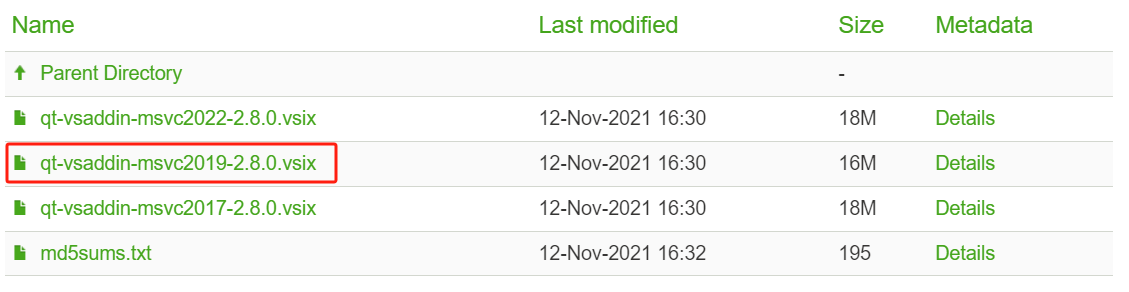 Name Last modified Size Metadata
Parent Directory -
qt-vsaddin-msvc2022-2.8.0.vsix 12-Nov-2021 16:30 18M Details
qt-vsaddin-msvc2019-2.8.0.vsix 12-Nov-2021 16:30 16M Details
qt-vsaddin-msvc2017-2.8.0.vsix 12-Nov-2021 16:30 18M Details
md5sums.txt 12-Nov-2021 16:32 195 Details